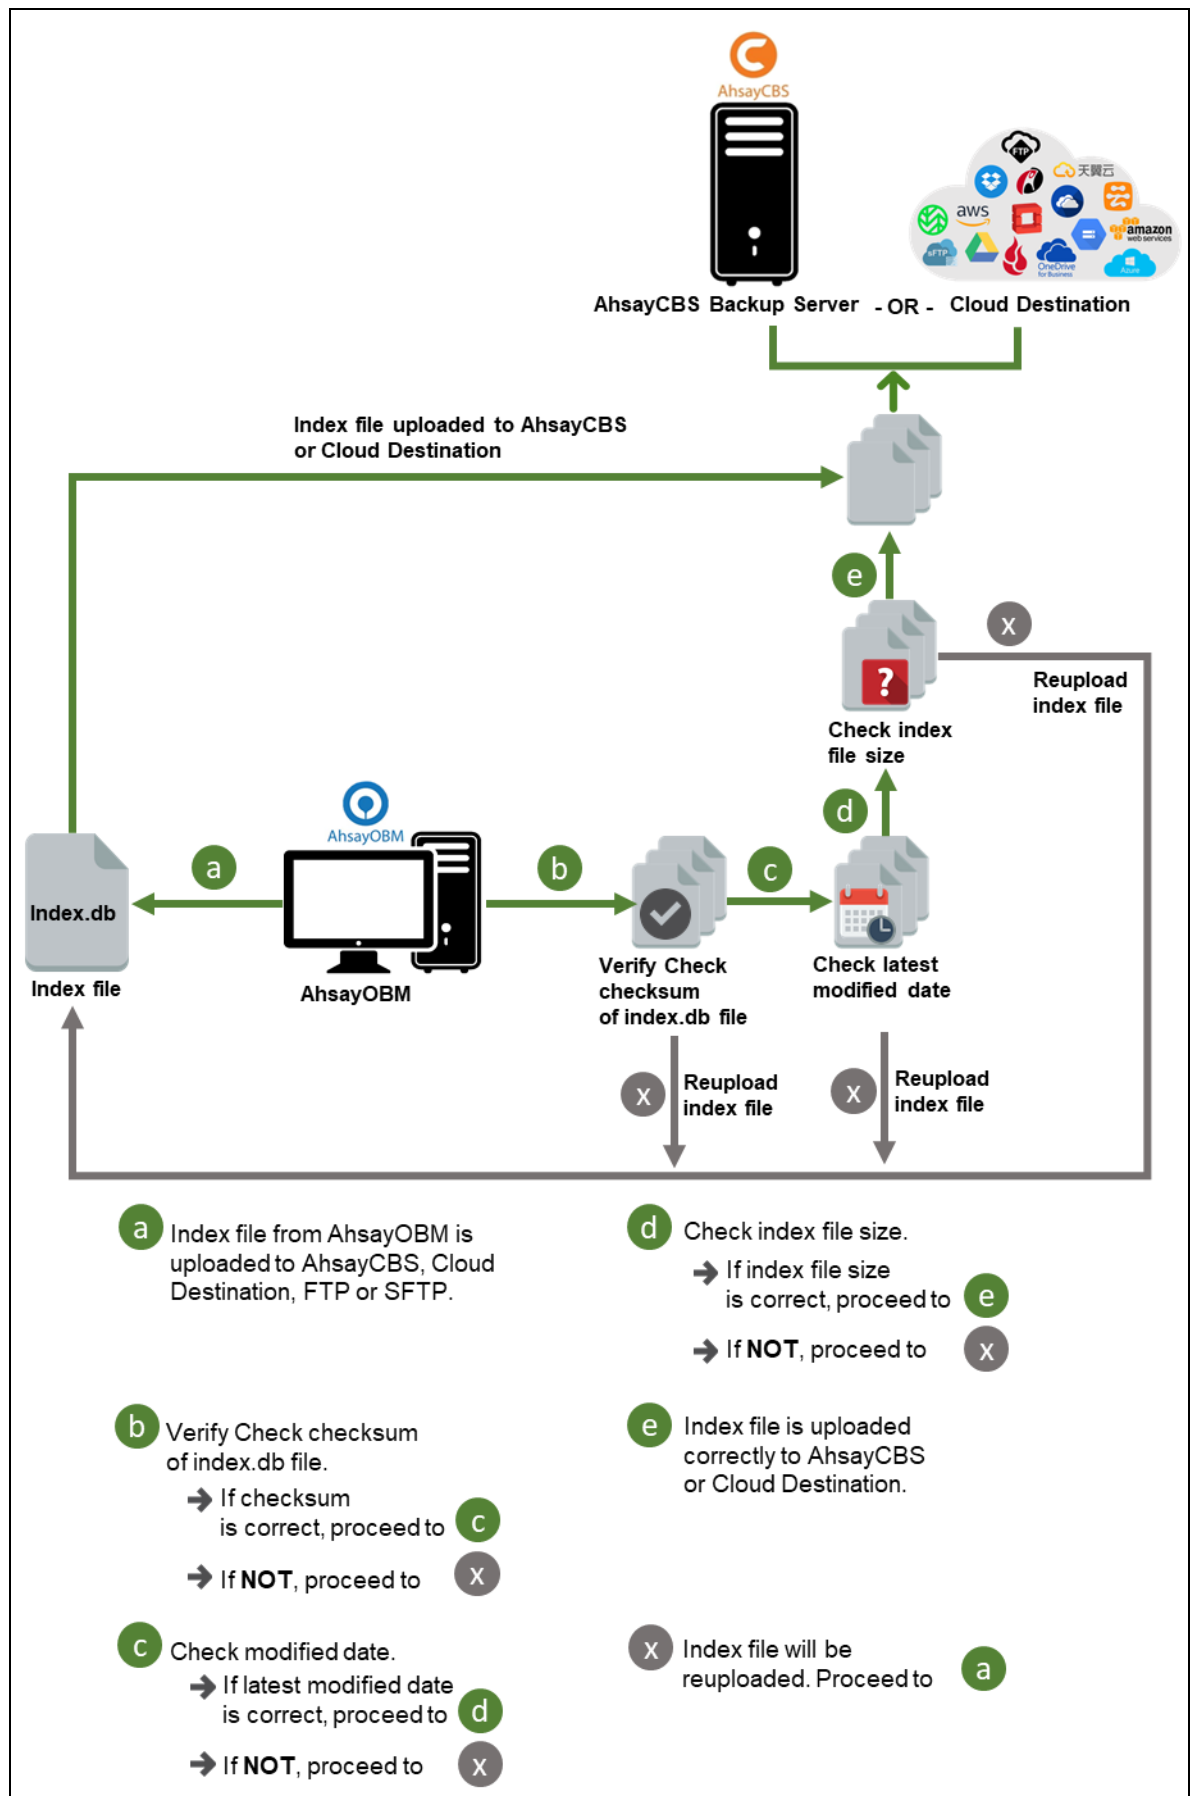 AhsayCBS
FTP
天翼云
aws
amazon
web services
sFTP
OneDrive
for Business
Azure
AhsayCBS Backup Server - OR - Cloud Destination
Index file uploaded to AhsayCBS
or Cloud Destination
e
x
Reupload
index file
?
Check index
file size
d
AhsayOBM
a
b
c
Index.db
Index file
AhsayOBM
Verify Check
checksum
of index.db file
Check latest
modified date
x
Reupload
index file
x
Reupload
index file
a
Index file from AhsayOBM is
uploaded to AhsayCBS, Cloud
Destination, FTP or SFTP.
b
Verify Check checksum
of index.db file.
➔ If checksum
is correct, proceed to c
➔ If NOT, proceed to x
c
Check modified date.
➔ If latest modified date
is correct, proceed to d
➔ If NOT, proceed to x
d
Check index file size.
➔ If index file size
is correct, proceed to e
➔ If NOT, proceed to x
e
Index file is uploaded
correctly to AhsayCBS
or Cloud Destination.
x
Index file will be
reuploaded. Proceed to a